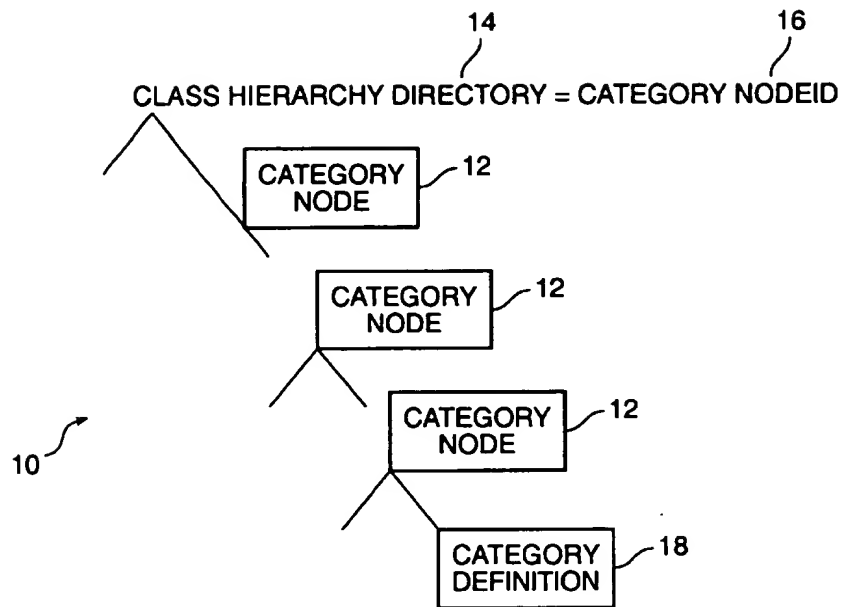 14
16
CLASS HIERARCHY DIRECTORY = CATEGORY NODEID
CATEGORY
NODE
12
CATEGORY
NODE
12
CATEGORY
NODE
12
10
CATEGORY
DEFINITION
18